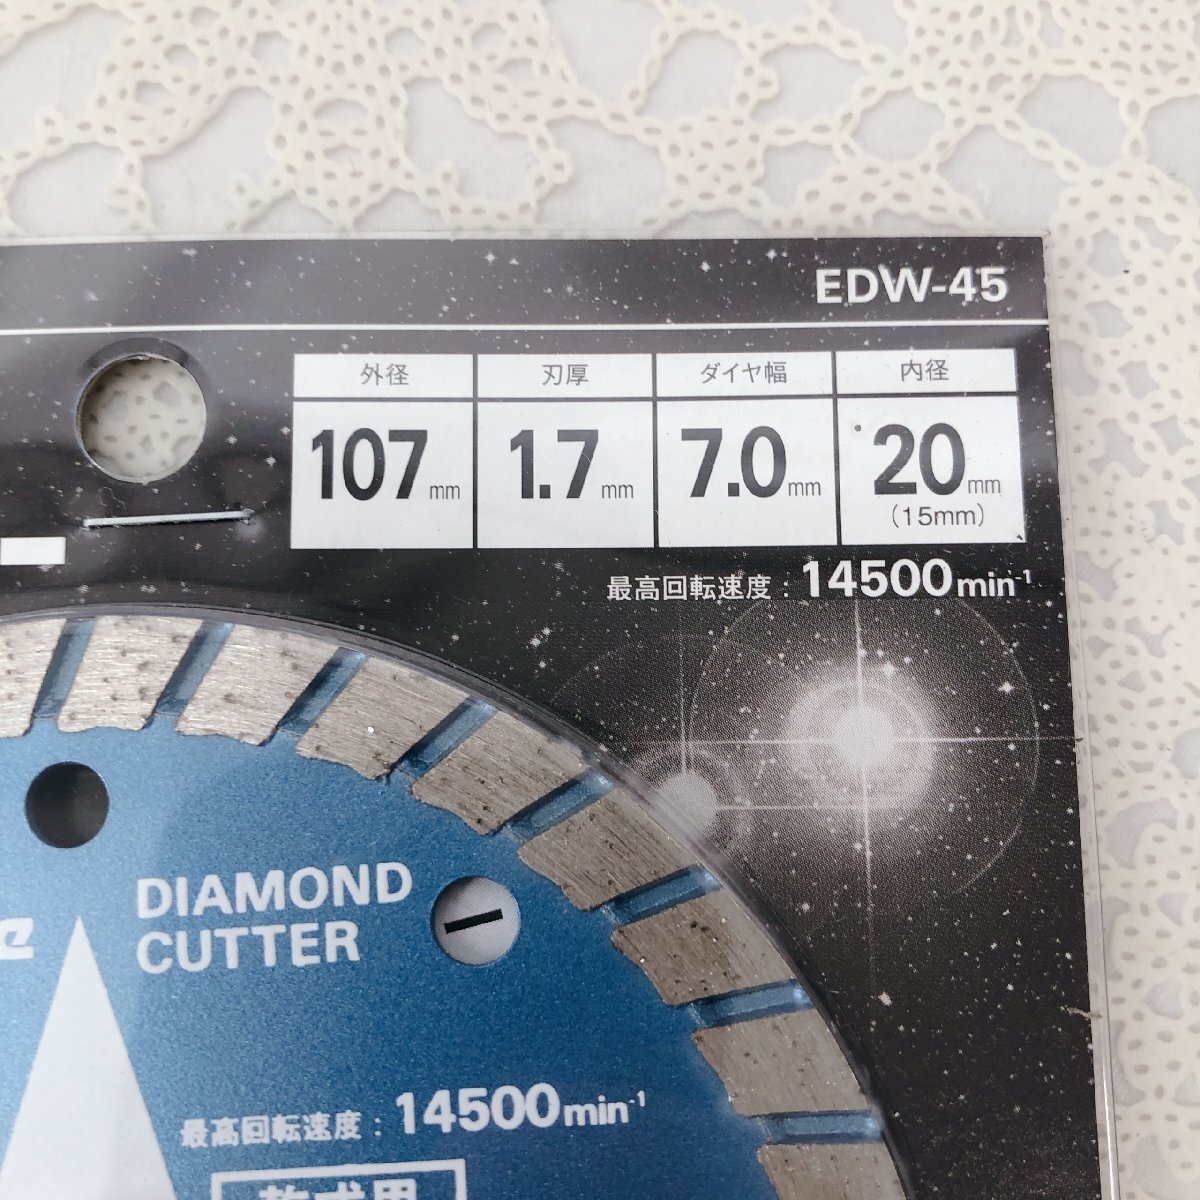 EDW-45
外径 刃厚 ダイヤ幅 内径
107mm 1.7mm 7.0mm 20mm
(15mm)
最高回転速度：14500min⁻¹
DIAMOND
CUTTER
最高回転速度：14500min⁻¹